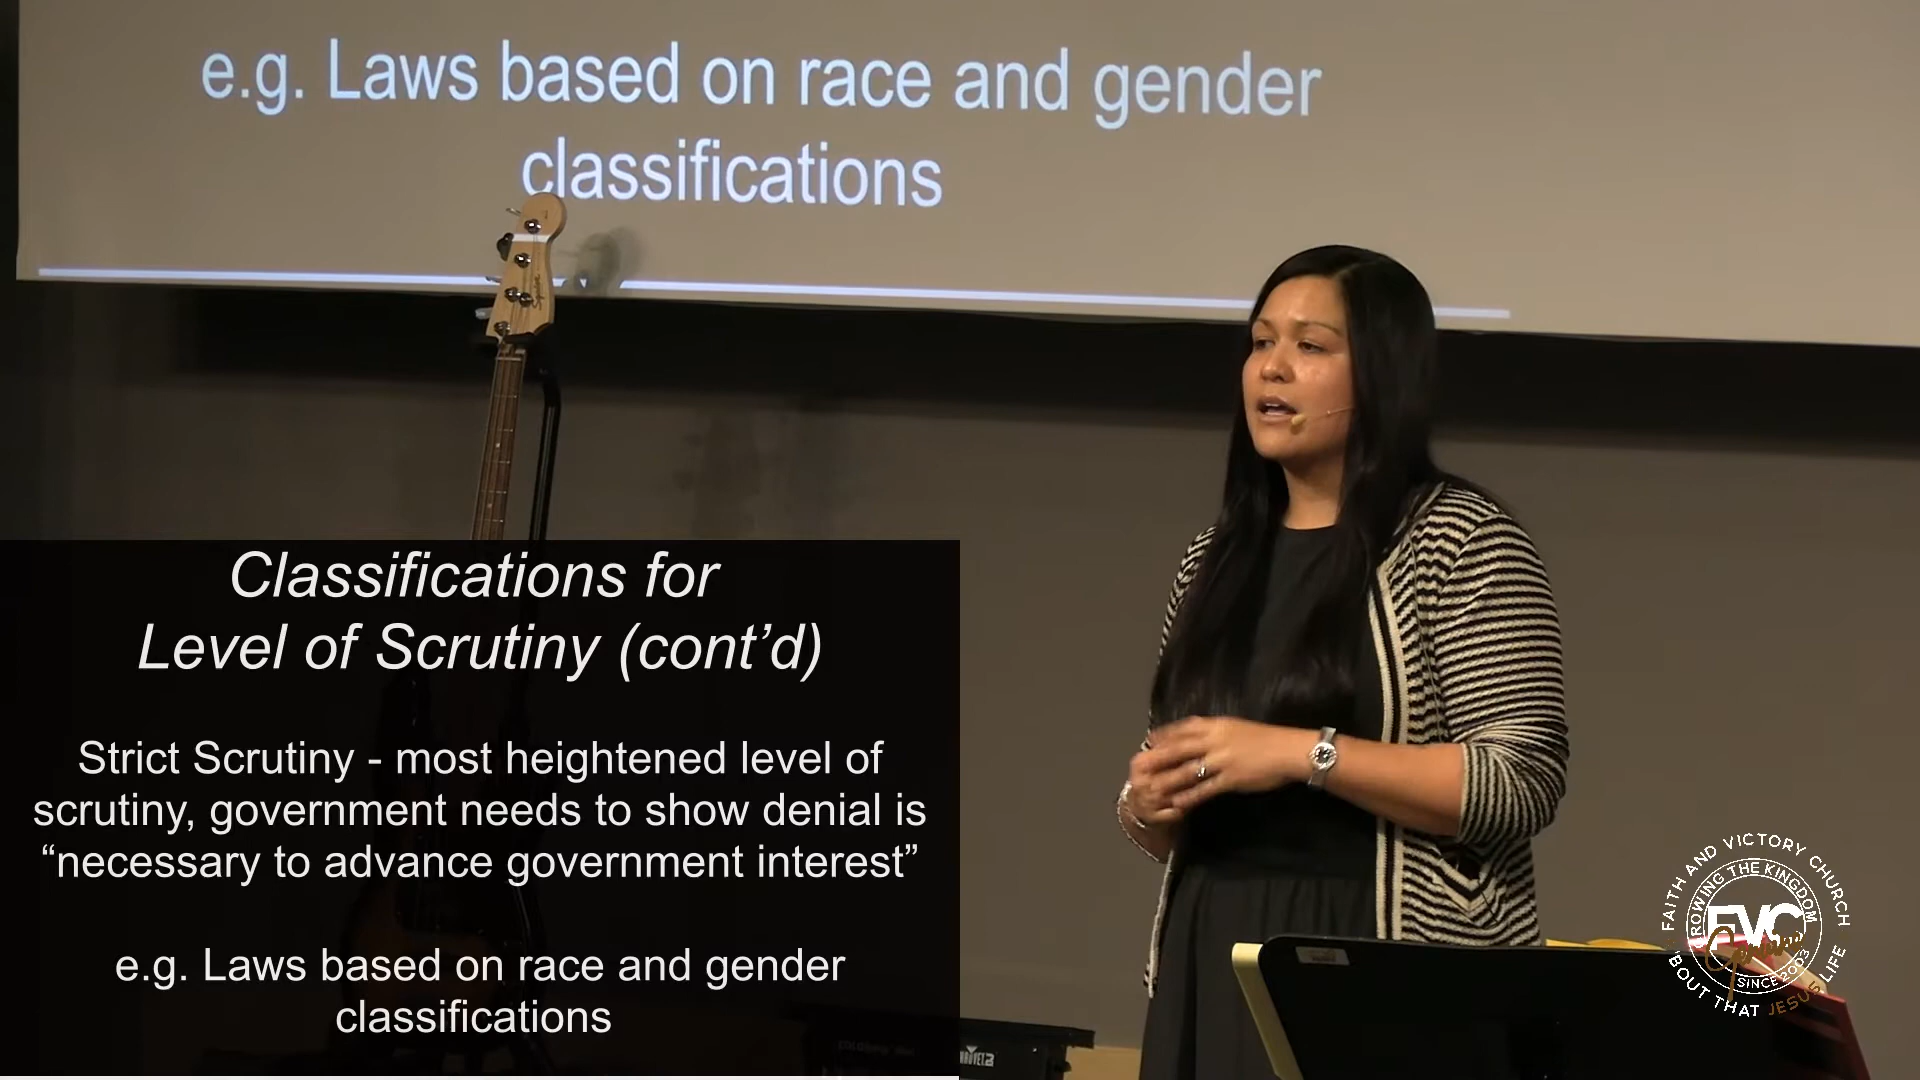 e.g. Laws based on race and gender
classifications
Squier
Classifications for
Level of Scrutiny (cont’d)
Strict Scrutiny - most heightened level of
scrutiny, government needs to show denial is
“necessary to advance government interest”
e.g. Laws based on race and gender
classifications
FAITH AND VICTORY CHURCH
ROWING THE KINGDOM
FVC
SINCE 2003
'BOUT THAT JESUS LIFE